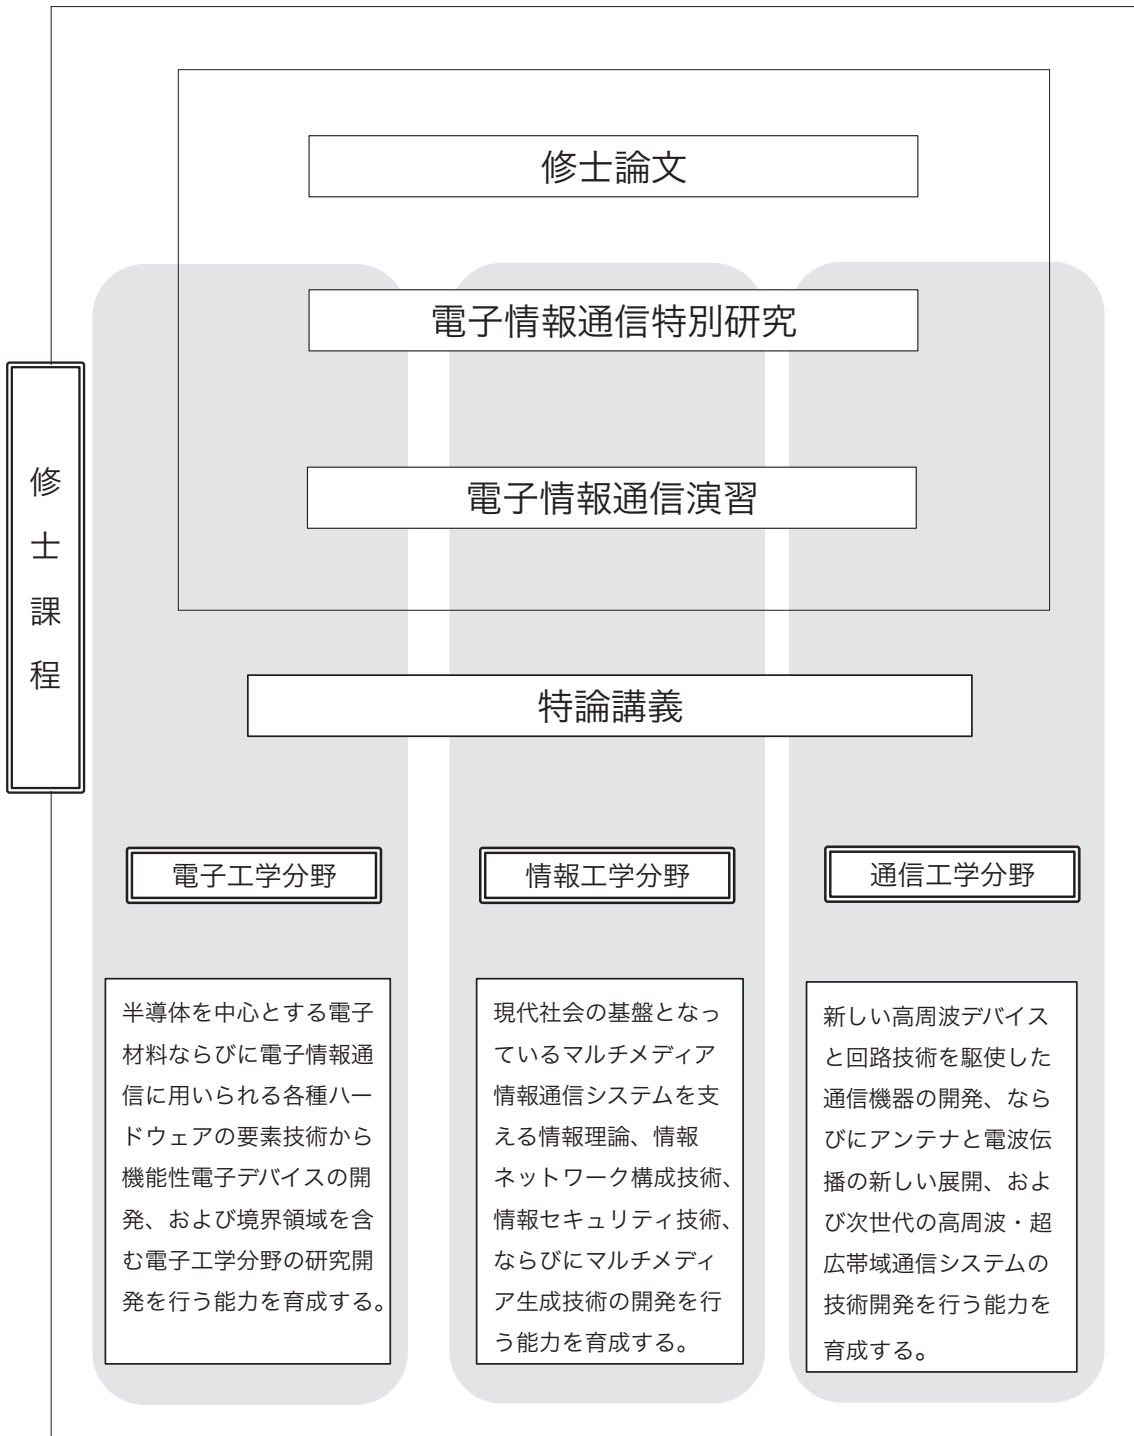 修士論文
電子情報通信特別研究
電子情報通信演習
修士課程
特論講義
電子工学分野
半導体を中心とする電子
材料ならびに電子情報通
信に用いられる各種ハー
ドウェアの要素技術から
機能性電子デバイスの開
発、および境界領域を含
む電子工学分野の研究開
発を行う能力を育成する。
情報工学分野
現代社会の基盤となっ
ているマルチメディア
情報通信システムを支
える情報理論、情報
ネットワーク構成技術、
情報セキュリティ技術、
ならびにマルチメディ
ア生成技術の開発を行
う能力を育成する。
通信工学分野
新しい高周波デバイス
と回路技術を駆使した
通信機器の開発、なら
びにアンテナと電波伝
播の新しい展開、およ
び次世代の高周波・超
広帯域通信システムの
技術開発を行う能力を
育成する。